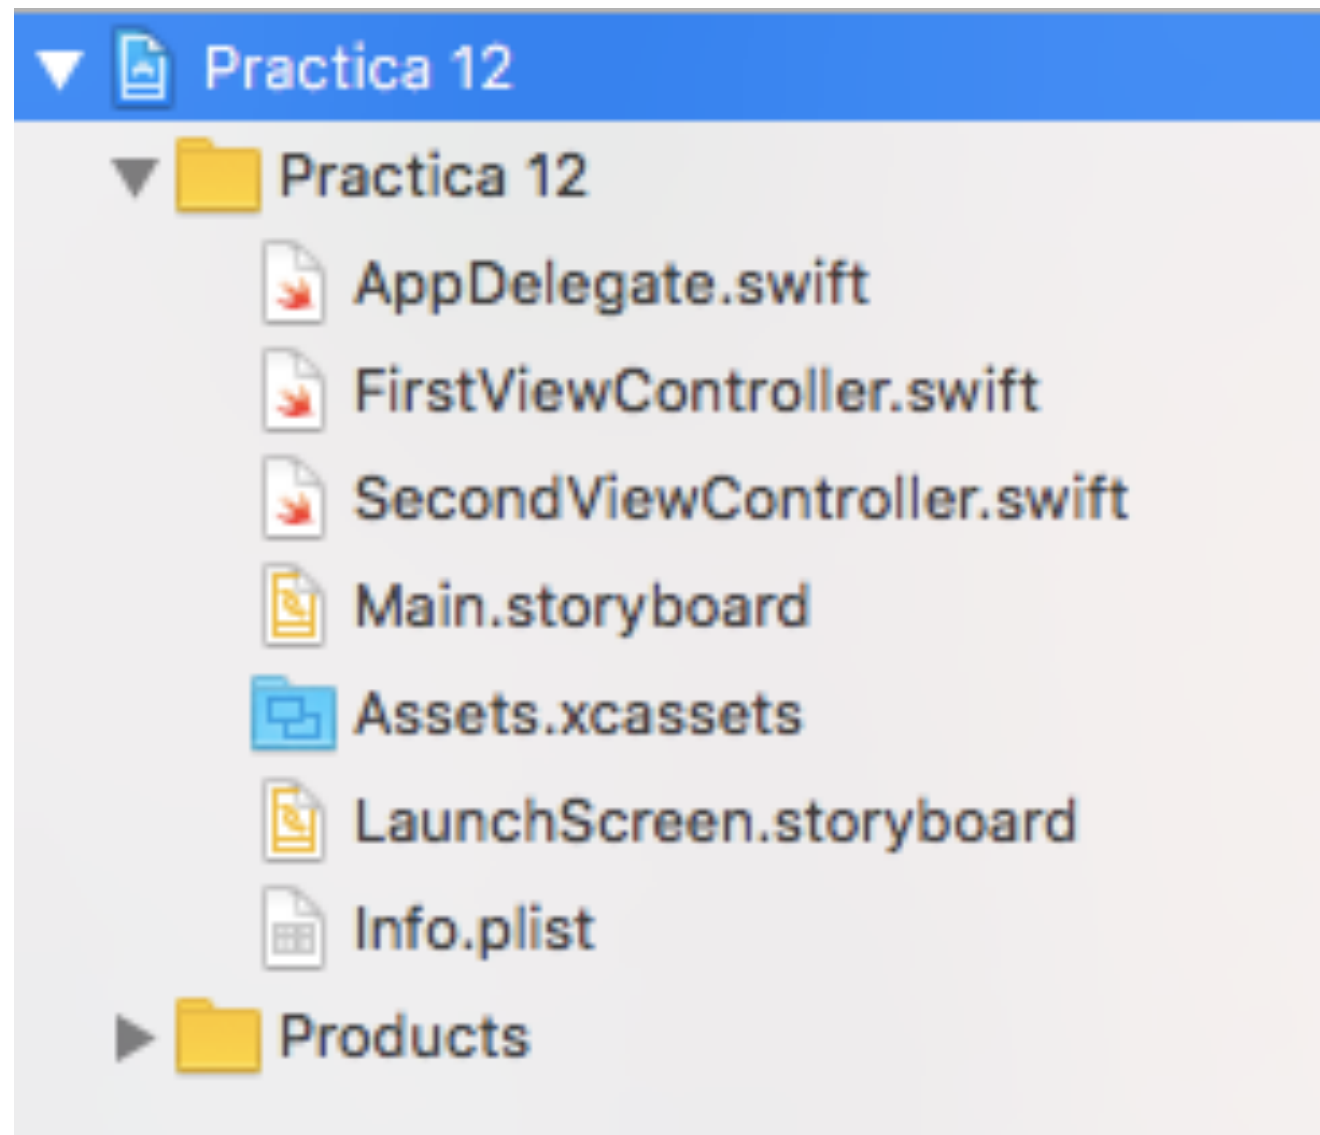 Practica 12
Practica 12
AppDelegate.swift
FirstViewController.swift
SecondViewController.swift
Main.storyboard
Assets.xcassets
LaunchScreen.storyboard
Info.plist
Products